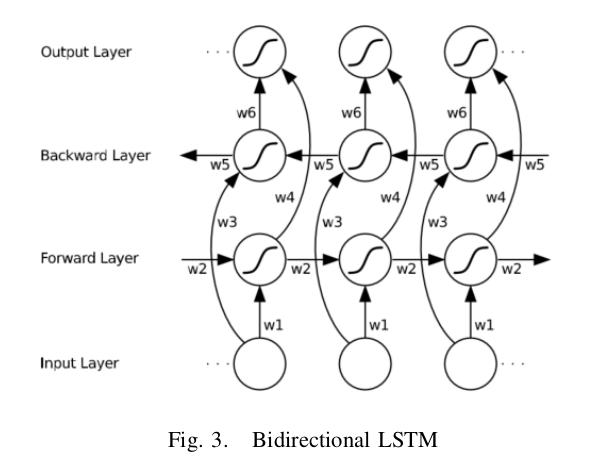 Output Layer
· · ·
· · ·
w6
w6
w6
Backward Layer
w5
w5
w5
w5
w4
w4
w4
w3
w3
w3
Forward Layer
w2
w2
w2
w2
w1
w1
w1
Input Layer
· · ·
· · ·
Fig. 3. Bidirectional LSTM